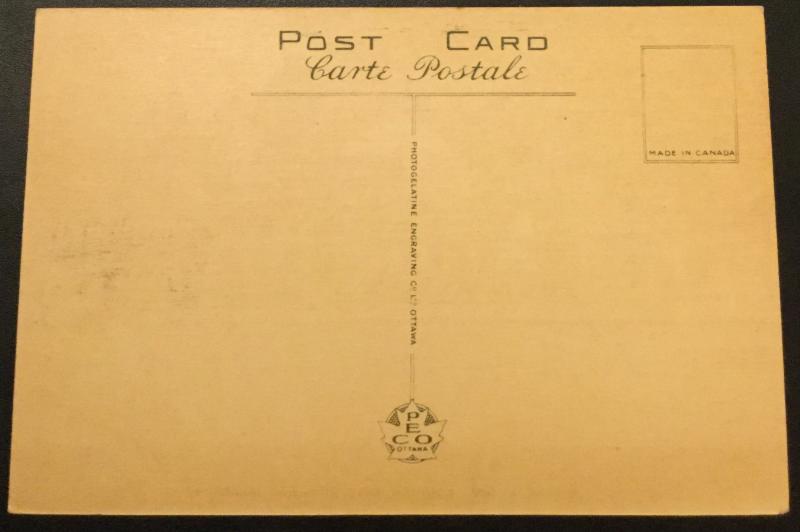 POST CARD
Carte Postale
MADE IN CANADA
PHOTOGELATINE ENGRAVING Co. LTD. OTTAWA
PECO
OTTAWA